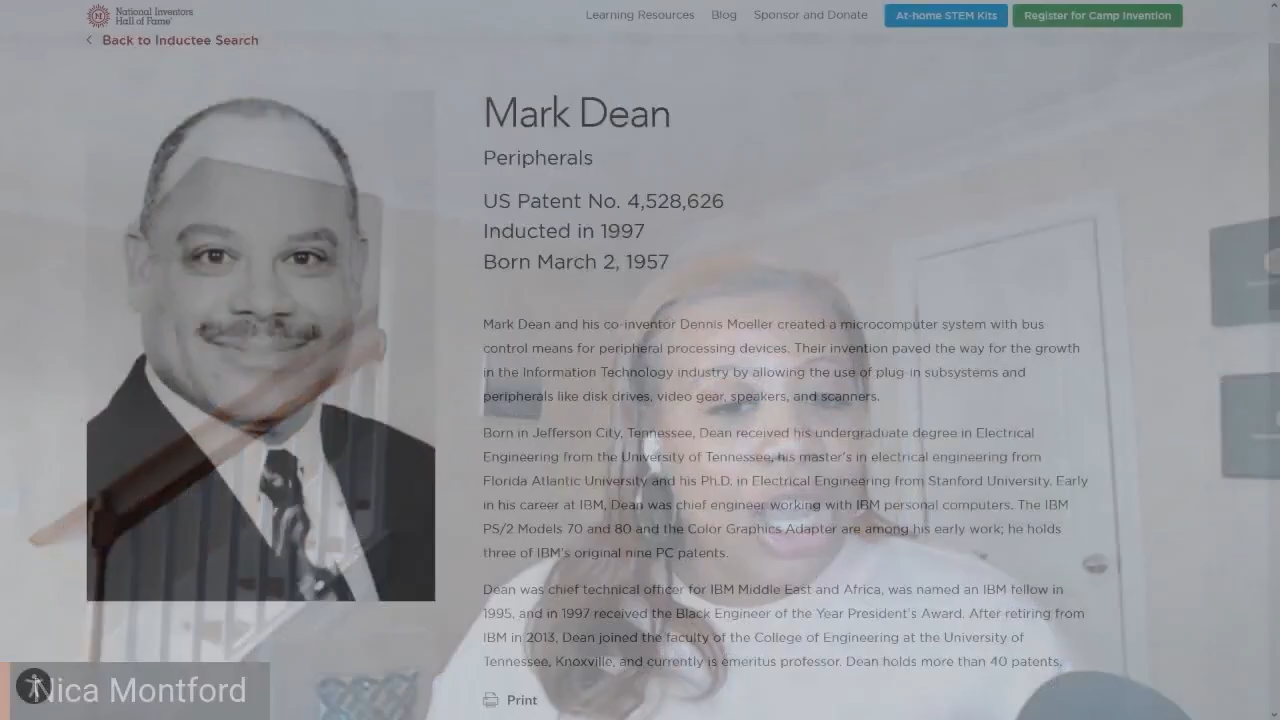 National Inventors
Hall of Fame
Learning Resources Blog Sponsor and Donate At-home STEM Kits Register for Camp Invention
Back to Inductee Search
Mark Dean
Peripherals
US Patent No. 4,528,626
Inducted in 1997
Born March 2, 1957
Mark Dean and his co-inventor Dennis Moeller created a microcomputer system with bus
control means for peripheral processing devices. Their invention paved the way for the growth
in the Information Technology industry by allowing the use of plug-in subsystems and
peripherals like disk drives, video gear, speakers, and scanners.
Born in Jefferson City, Tennessee, Dean received his undergraduate degree in Electrical
Engineering from the University of Tennessee, his master's in electrical engineering from
Florida Atlantic University and his Ph.D. in Electrical Engineering from Stanford University. Early
in his career at IBM, Dean was chief engineer working with IBM personal computers. The IBM
PS/2 Models 70 and 80 and the Color Graphics Adapter are among his early work; he holds
three of IBM's original nine PC patents.
Dean was chief technical officer for IBM Middle East and Africa, was named an IBM fellow in
1995, and in 1997 received the Black Engineer of the Year President's Award. After retiring from
IBM in 2013, Dean joined the faculty of the College of Engineering at the University of
Tennessee, Knoxville, and currently is emeritus professor. Dean holds more than 40 patents.
Print
Nica Montford